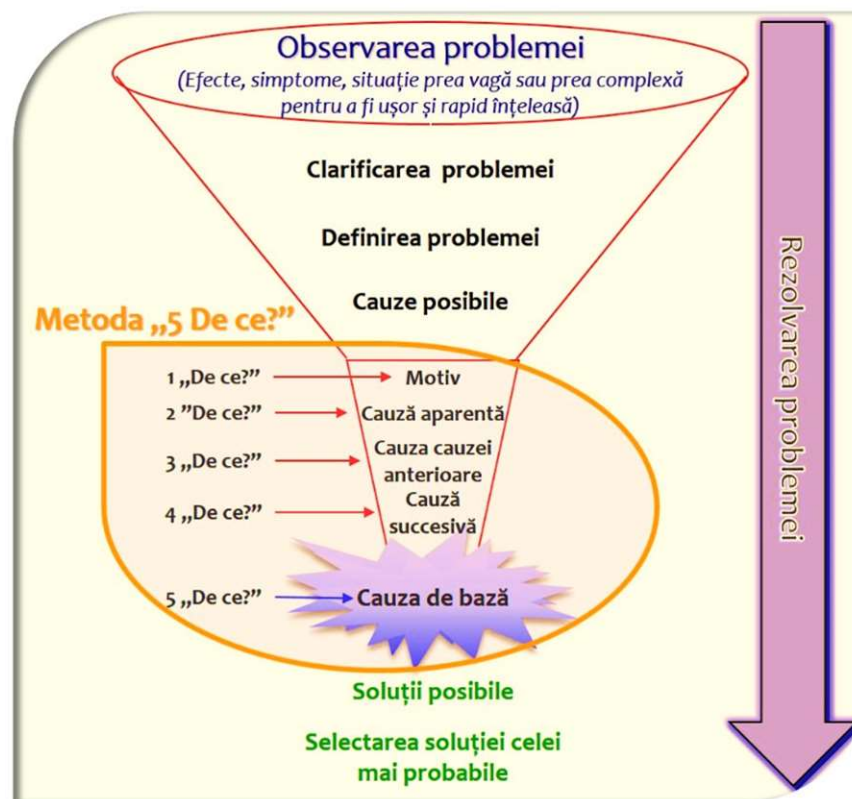 Observarea problemei
(Efecte, simptome, situație prea vagă sau prea complexă
pentru a fi ușor și rapid înțeleasă)
Clarificarea problemei
Definirea problemei
Cauze posibile
Metoda „5 De ce?”
1 „De ce?”
Motiv
2 ”De ce?”
Cauză aparentă
3 „De ce?”
Cauza cauzei
anterioare
4 „De ce?”
Cauză
succesivă
5 „De ce?”
Cauza de bază
Soluții posibile
Selectarea soluției celei
mai probabile
Rezolvarea problemei